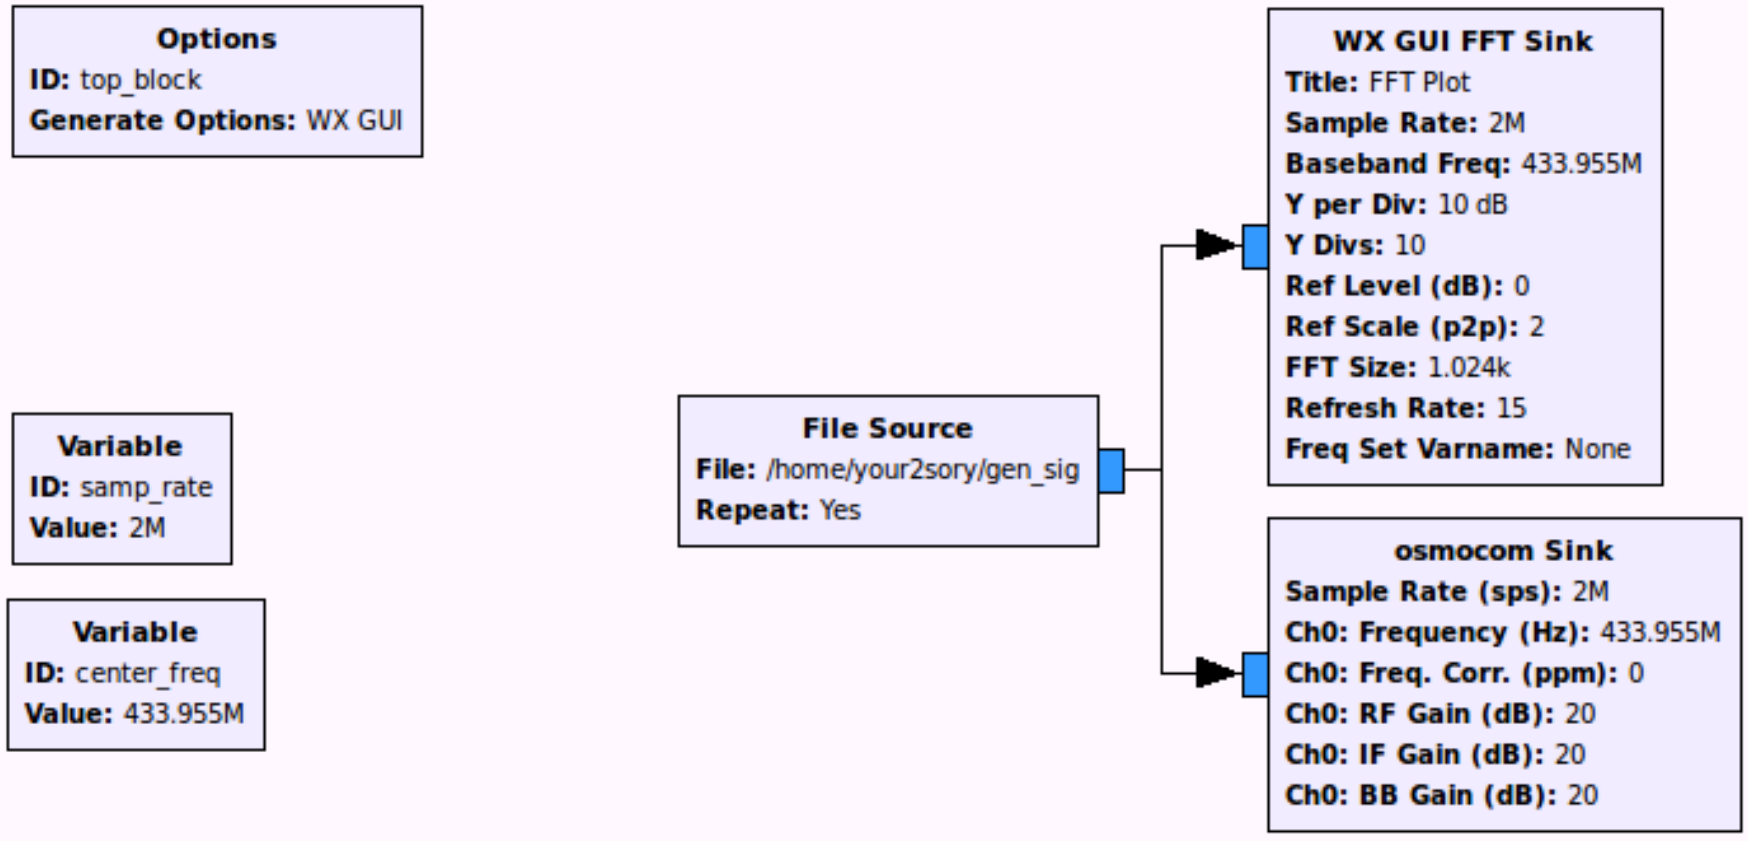 Options
ID: top_block
Generate Options: WX GUI
Variable
ID: samp_rate
Value: 2M
Variable
ID: center_freq
Value: 433.955M
File Source
File: /home/your2sory/gen_sig
Repeat: Yes
WX GUI FFT Sink
Title: FFT Plot
Sample Rate: 2M
Baseband Freq: 433.955M
Y per Div: 10 dB
Y Divs: 10
Ref Level (dB): 0
Ref Scale (p2p): 2
FFT Size: 1.024k
Refresh Rate: 15
Freq Set Varname: None
osmocom Sink
Sample Rate (sps): 2M
Ch0: Frequency (Hz): 433.955M
Ch0: Freq. Corr. (ppm): 0
Ch0: RF Gain (dB): 20
Ch0: IF Gain (dB): 20
Ch0: BB Gain (dB): 20